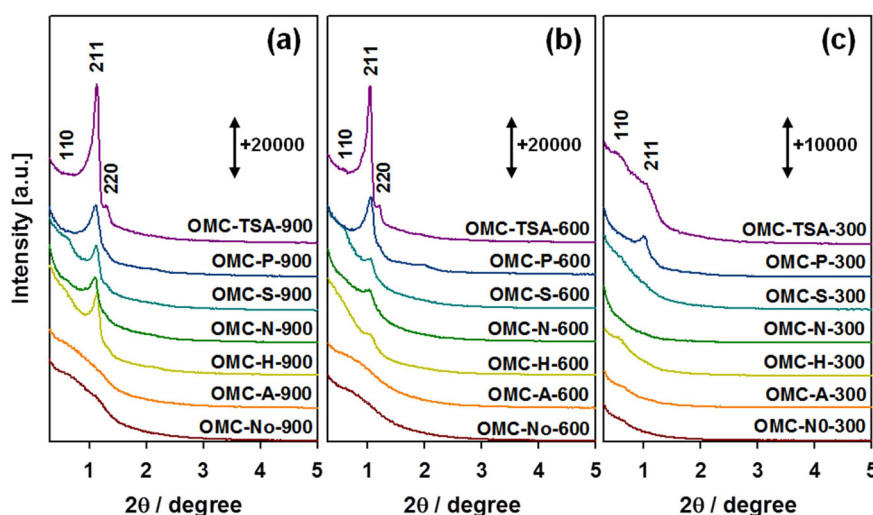 Intensity [a.u.]
(a)
110
211
220
+20000
OMC-TSA-900
OMC-P-900
OMC-S-900
OMC-N-900
OMC-H-900
OMC-A-900
OMC-No-900
1 2 3 4 5
2θ / degree
(b)
110
211
220
+20000
OMC-TSA-600
OMC-P-600
OMC-S-600
OMC-N-600
OMC-H-600
OMC-A-600
OMC-No-600
1 2 3 4 5
2θ / degree
(c)
110
211
+10000
OMC-TSA-300
OMC-P-300
OMC-S-300
OMC-N-300
OMC-H-300
OMC-A-300
OMC-N0-300
1 2 3 4 5
2θ / degree